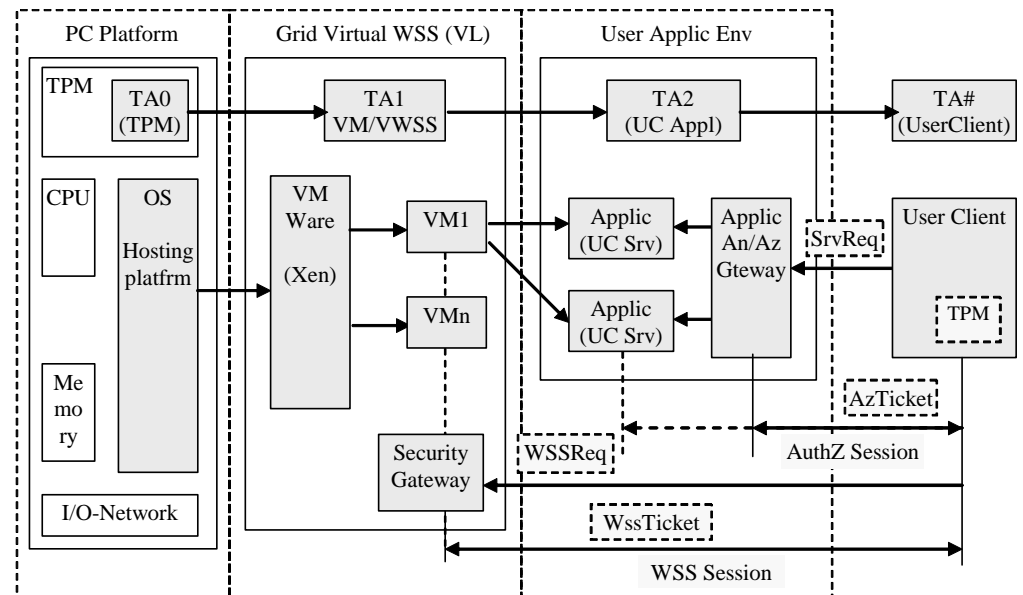 PC Platform
Grid Virtual WSS (VL)
User Applic Env
TPM
TA0
(TPM)
TA1
VM/VWSS
TA2
(UC Appl)
TA#
(UserClient)
CPU
OS
Hosting
platfrm
VM
Ware
(Xen)
VM1
VMn
Applic
(UC Srv)
Applic
(UC Srv)
Applic
An/Az
Gteway
SrvReq
User Client
TPM
Me
mo
ry
I/O-Network
Security
Gateway
AzTicket
WSSReq
AuthZ Session
WssTicket
WSS Session